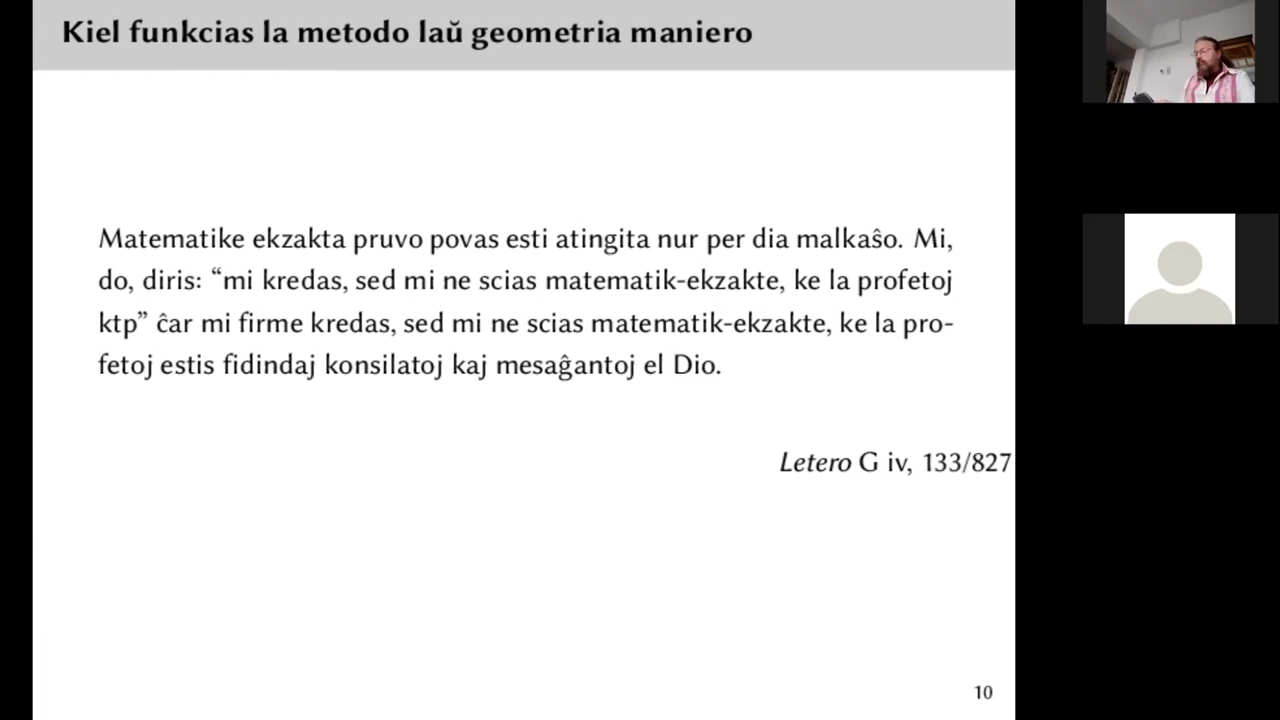 Kiel funkcias la metodo laŭ geometria maniero
Matematike ekzakta pruvo povas esti atingita nur per dia malkaŝo. Mi,
do, diris: “mi kredas, sed mi ne scias matematik-ekzakte, ke la profetoj
ktp” ĉar mi firme kredas, sed mi ne scias matematik-ekzakte, ke la pro-
fetoj estis fidindaj konsilatoj kaj mesaĝantoj el Dio.
Letero G iv, 133/827
10